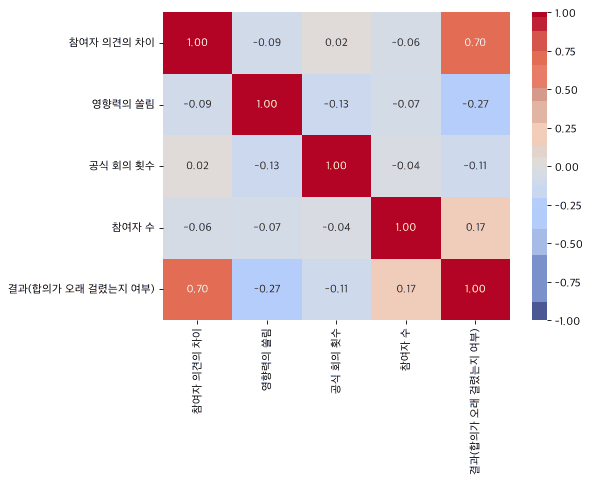 참여자 의견의 차이 1.00 -0.09 0.02 -0.06 0.70
영향력의 쏠림 -0.09 1.00 -0.13 -0.07 -0.27
공식 회의 횟수 0.02 -0.13 1.00 -0.04 -0.11
참여자 수 -0.06 -0.07 -0.04 1.00 0.17
결과(합의가 오래 걸렸는지 여부) 0.70 -0.27 -0.11 0.17 1.00
참여자 의견의 차이
영향력의 쏠림
공식 회의 횟수
참여자 수
결과(합의가 오래 걸렸는지 여부)
1.00
0.75
0.50
0.25
0.00
-0.25
-0.50
-0.75
-1.00